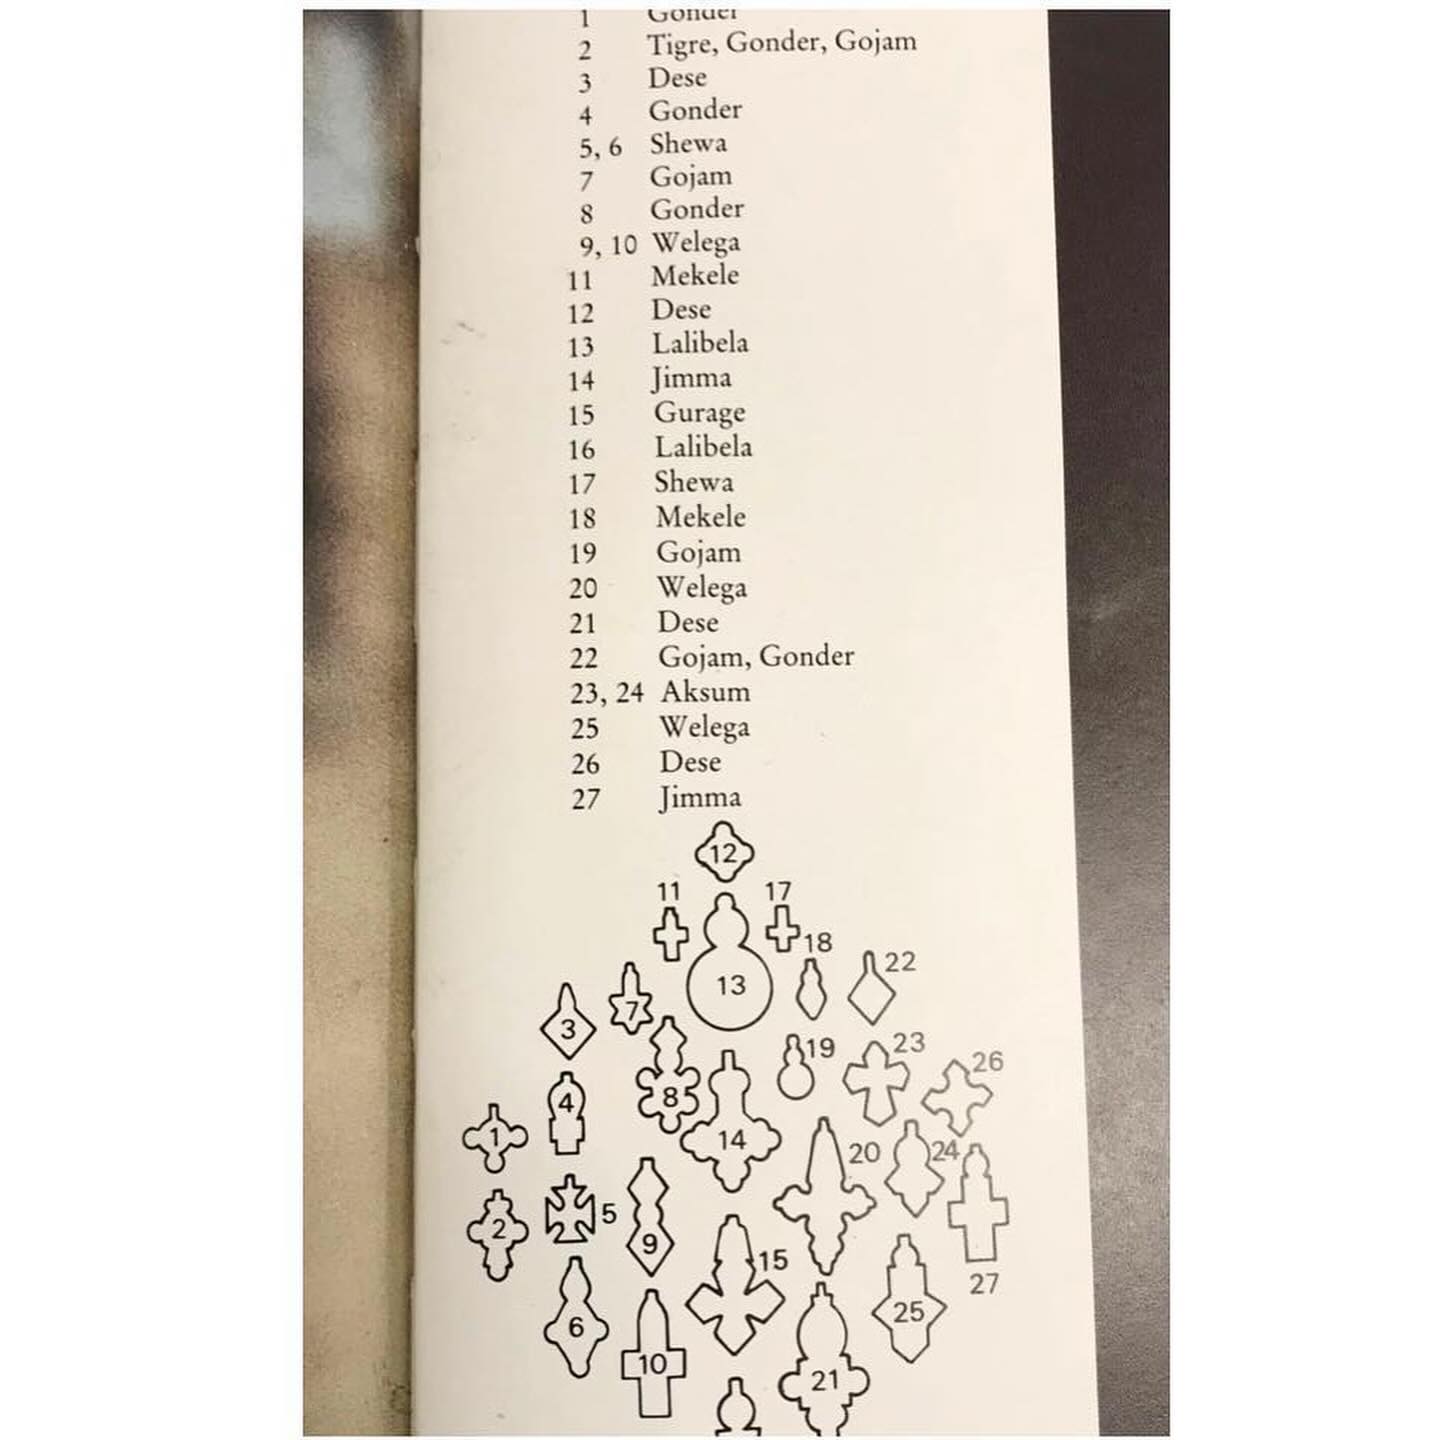 1 Gonder
2 Tigre, Gonder, Gojam
3 Dese
4 Gonder
5, 6 Shewa
7 Gojam
8 Gonder
9, 10 Welega
11 Mekele
12 Dese
13 Lalibela
14 Jimma
15 Gurage
16 Lalibela
17 Shewa
18 Mekele
19 Gojam
20 Welega
21 Dese
22 Gojam, Gonder
23, 24 Aksum
25 Welega
26 Dese
27 Jimma
12
11 17
18
22
13
7
3
19
23
26
8
4
1
14
20
24
2
5
9
15
27
6
25
10
21